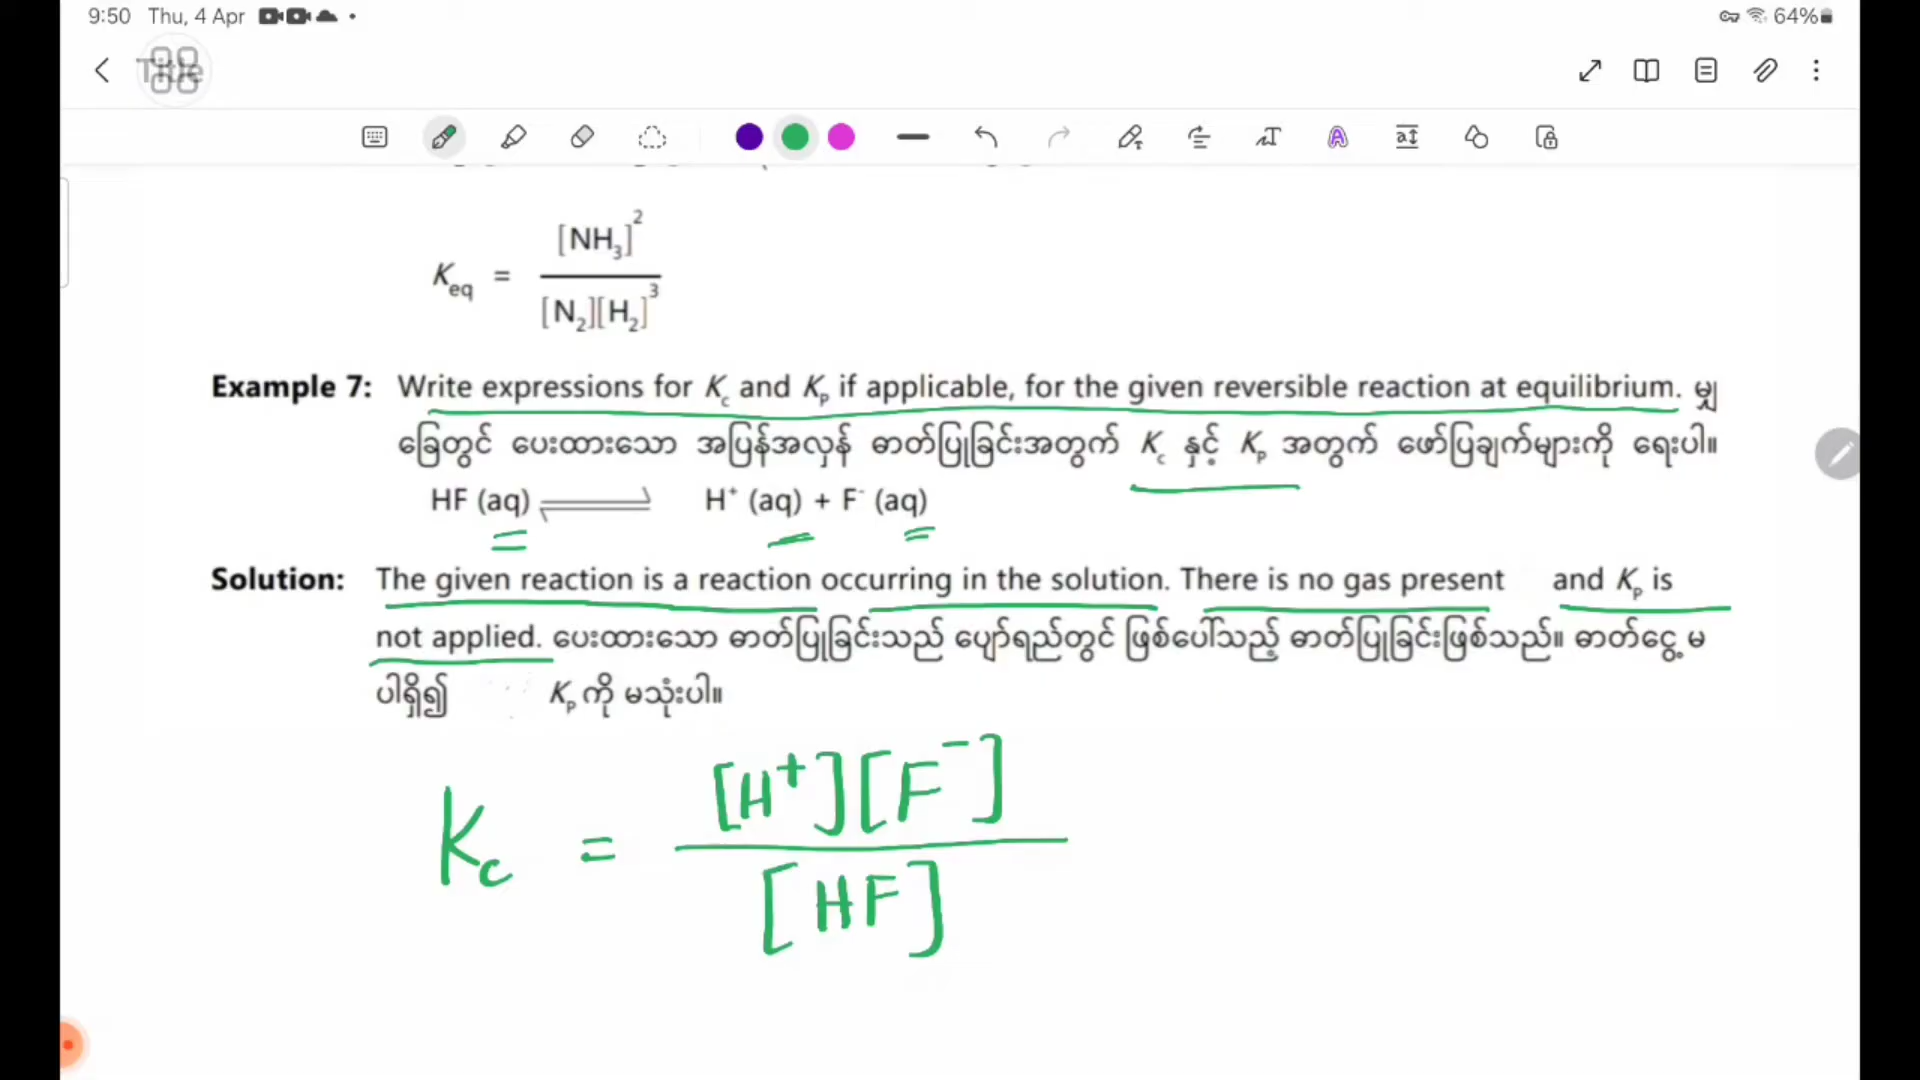 9:50 Thu, 4 Apr
64%
Title
[NH₃]²
K_eq =
[N₂][H₂]³
Example 7: Write expressions for K_c and K_p if applicable, for the given reversible reaction at equilibrium. မျှ
ခြေတွင် ပေးထားသော အပြန်အလှန် ဓာတ်ပြုခြင်းအတွက် K_c နှင့် K_p အတွက် ဖော်ပြချက်များကို ရေးပါ။
HF (aq) ⇌ H⁺ (aq) + F⁻ (aq)
Solution: The given reaction is a reaction occurring in the solution. There is no gas present and K_p is
not applied. ပေးထားသော ဓာတ်ပြုခြင်းသည် ပျော်ရည်တွင် ဖြစ်ပေါ်သည့် ဓာတ်ပြုခြင်းဖြစ်သည်။ ဓာတ်ငွေ့ မ
ပါရှိ၍ K_p ကို မသုံးပါ။
[H⁺][F⁻]
K_c =
[HF]